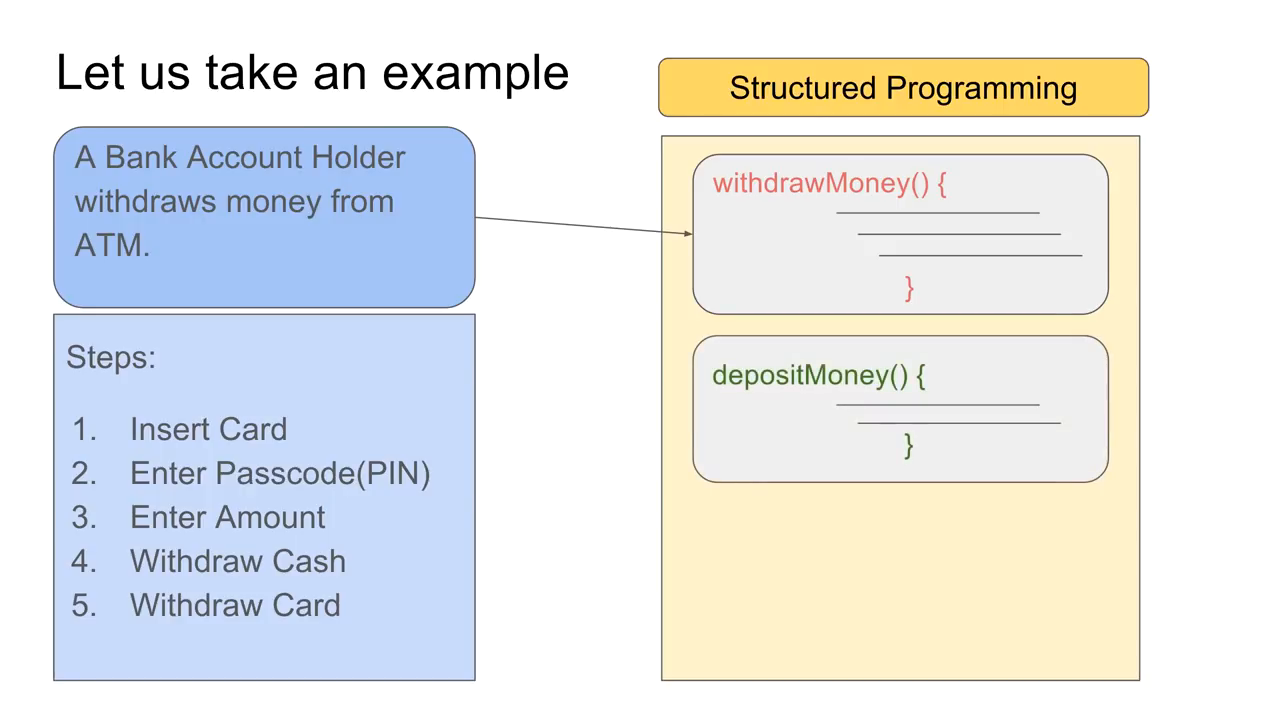 Let us take an example
A Bank Account Holder
withdraws money from
ATM.
Steps:
1. Insert Card
2. Enter Passcode(PIN)
3. Enter Amount
4. Withdraw Cash
5. Withdraw Card
Structured Programming
withdrawMoney() {
}
depositMoney() {
}